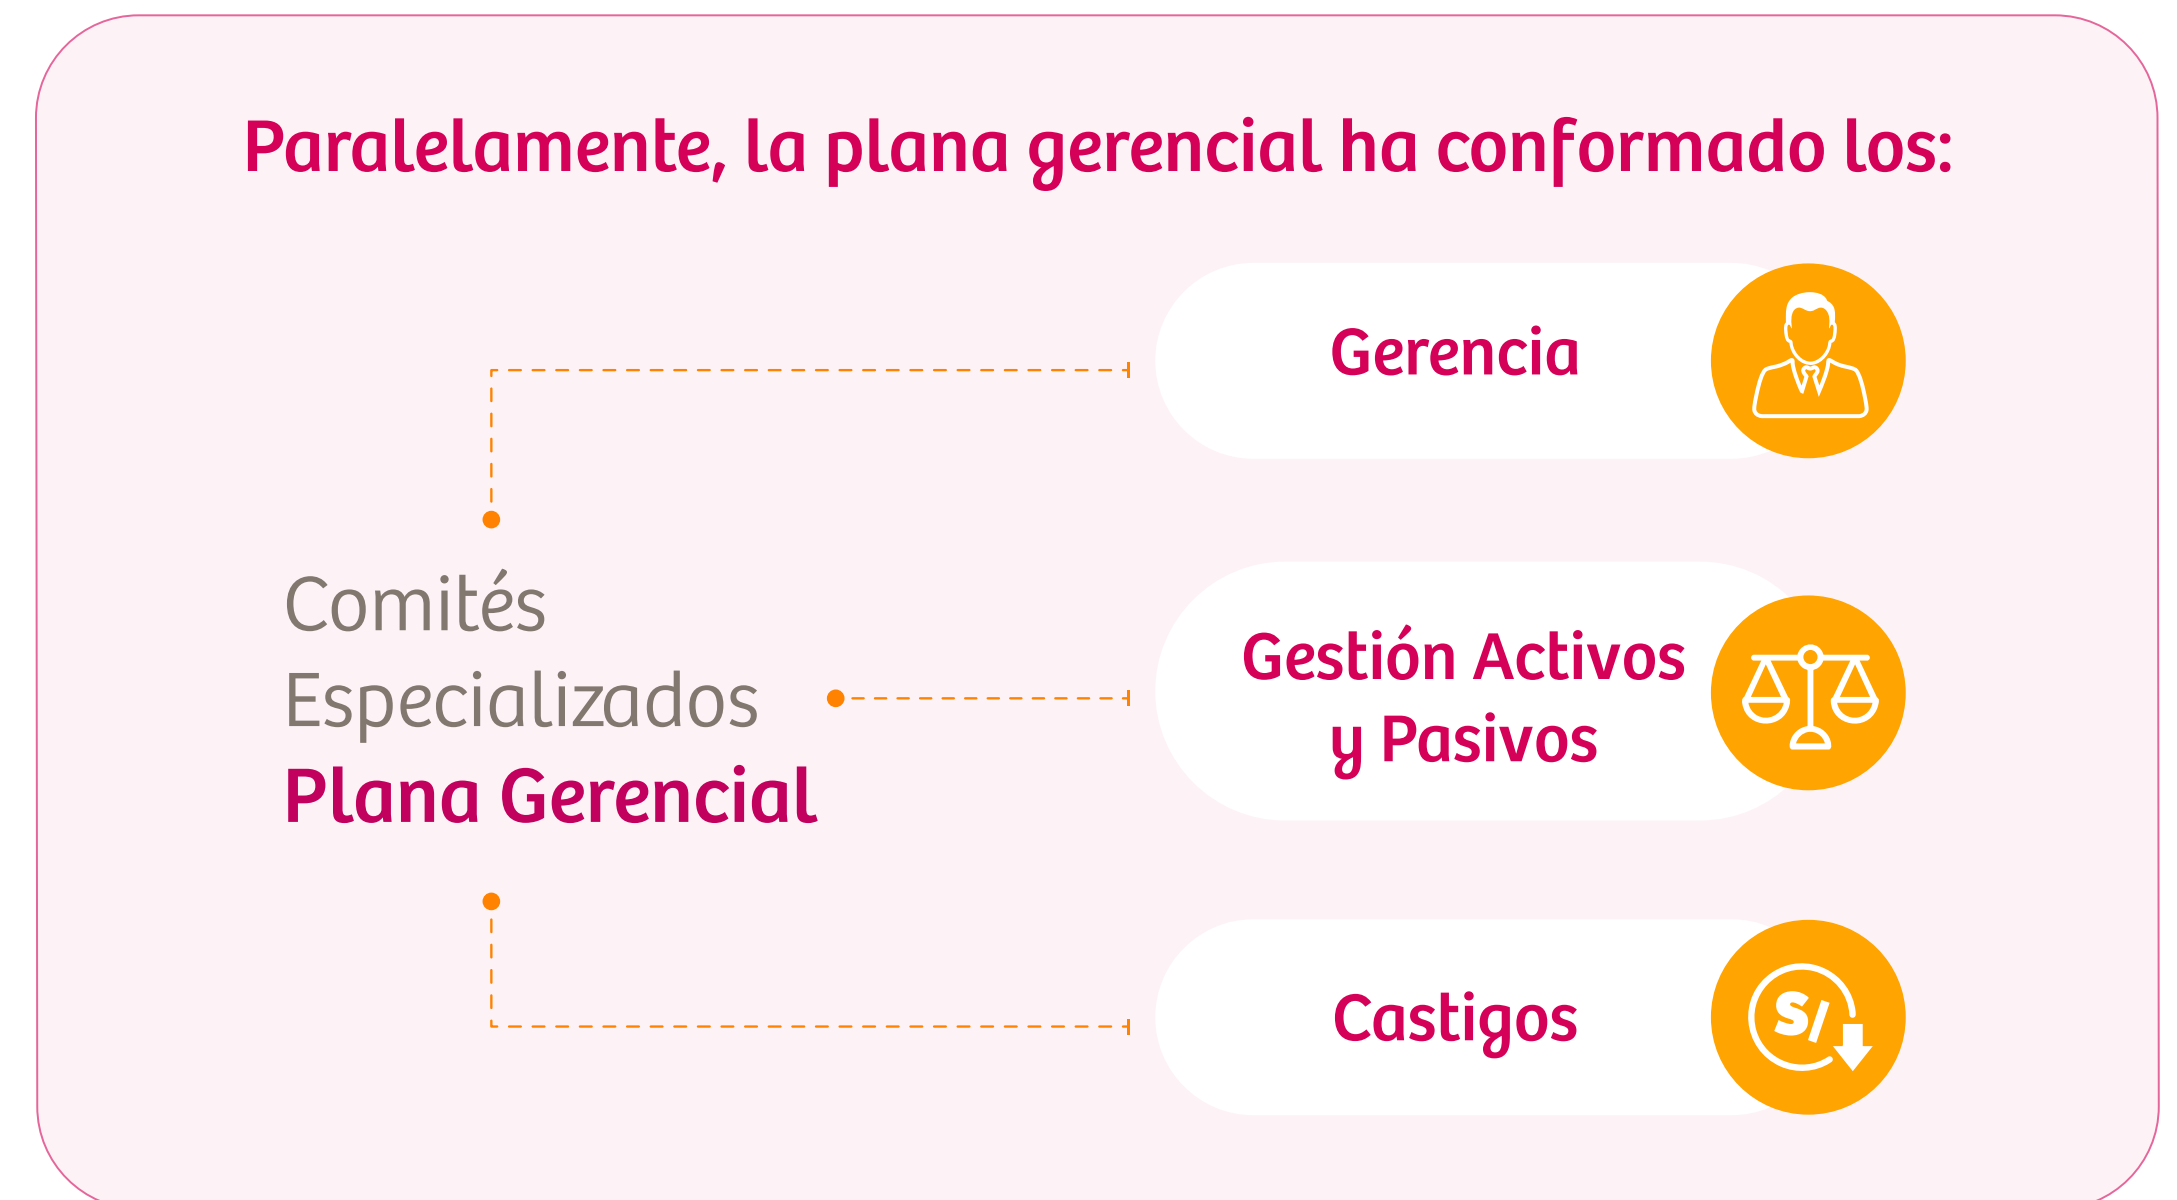 Paralelamente, la plana gerencial ha conformado los:
Comités
Especializados
Plana Gerencial
Gerencia
Gestión Activos
y Pasivos
Castigos
S/